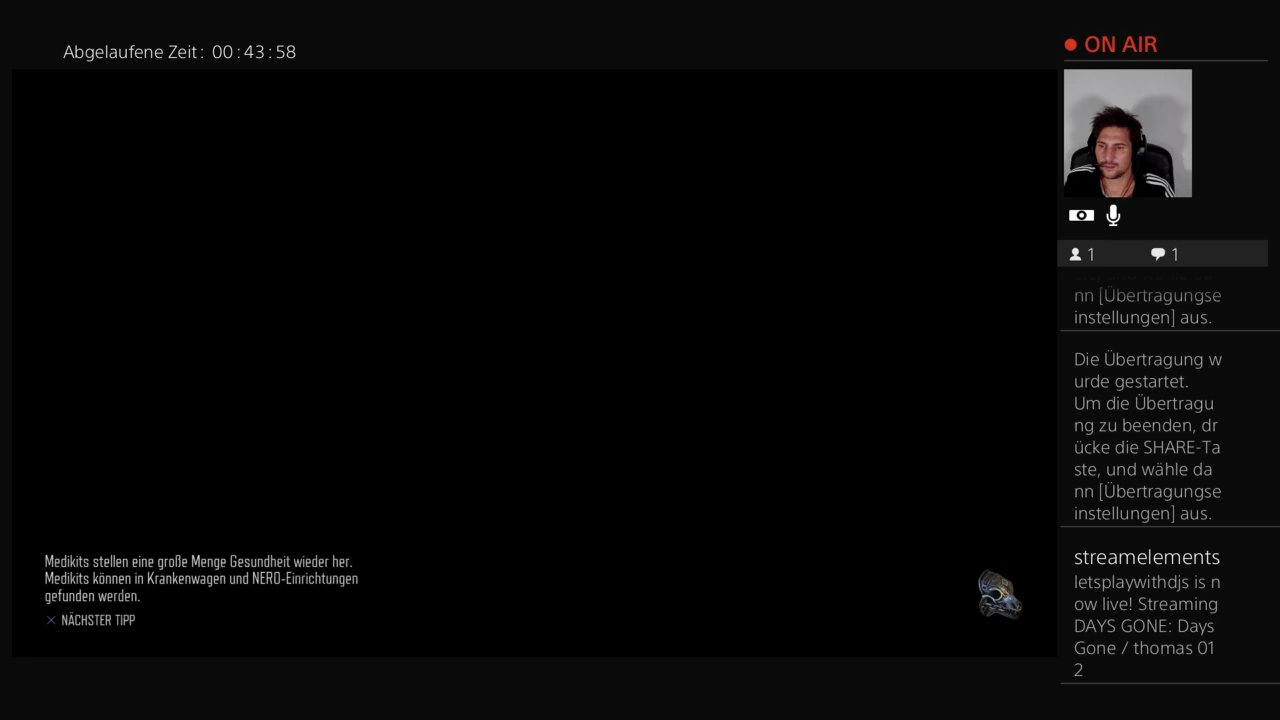 Abgelaufene Zeit: 00:43:58
ON AIR
1 1
nn [Übertragungse
instellungen] aus.
Die Übertragung w
urde gestartet.
Um die Übertragu
ng zu beenden, dr
ücke die SHARE-Ta
ste, und wähle da
nn [Übertragungse
instellungen] aus.
streamelements
letsplaywithdjs is n
ow live! Streaming
DAYS GONE: Days
Gone / thomas 01
2
Medikits stellen eine große Menge Gesundheit wieder her.
Medikits können in Krankenwagen und NERO-Einrichtungen
gefunden werden.
NÄCHSTER TIPP